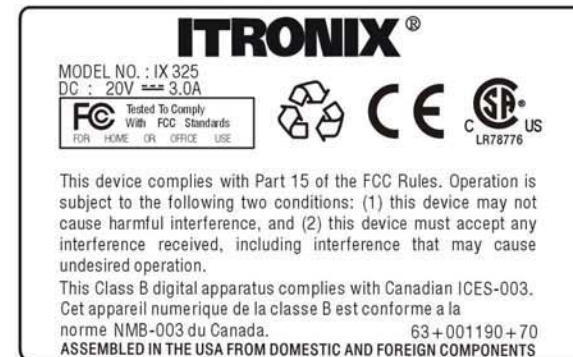 ITRONIX®
MODEL NO. : IX 325
DC : 20V ⎓ 3.0A
FC Tested To Comply
With FCC Standards
FOR HOME OR OFFICE USE
CE
SA®
C US
LR78776
This device complies with Part 15 of the FCC Rules. Operation is
subject to the following two conditions: (1) this device may not
cause harmful interference, and (2) this device must accept any
interference received, including interference that may cause
undesired operation.
This Class B digital apparatus complies with Canadian ICES-003.
Cet appareil numerique de la classe B est conforme a la
norme NMB-003 du Canada. 63+001190+70
ASSEMBLED IN THE USA FROM DOMESTIC AND FOREIGN COMPONENTS